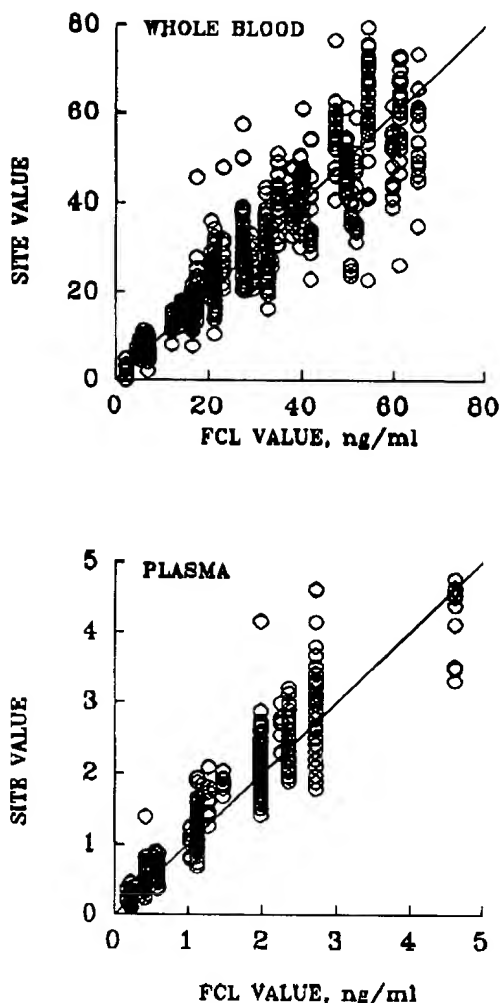 WHOLE BLOOD
80
60
40
20
0
SITE VALUE
0 20 40 60 80
FCL VALUE, ng/ml
PLASMA
5
4
3
2
1
0
SITE VALUE
0 1 2 3 4 5
FCL VALUE, ng/ml